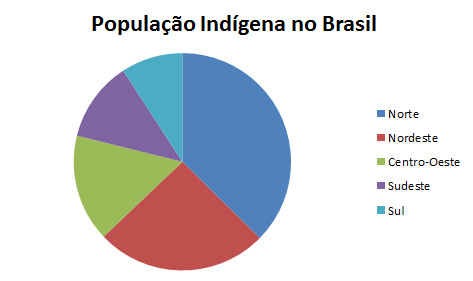 População Indígena no Brasil
Norte
Nordeste
Centro-Oeste
Sudeste
Sul